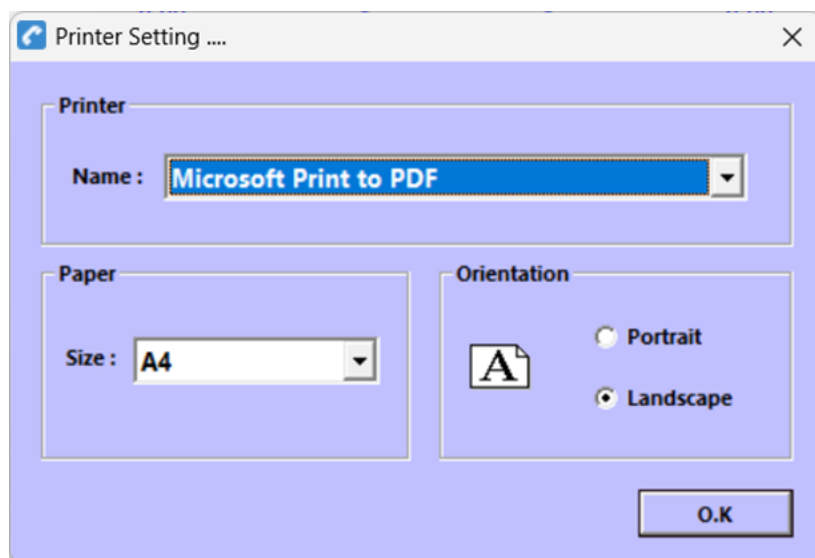 Printer Setting ....
Printer
Name :
Microsoft Print to PDF
Paper
Size :
A4
Orientation
A
Portrait
Landscape
O.K